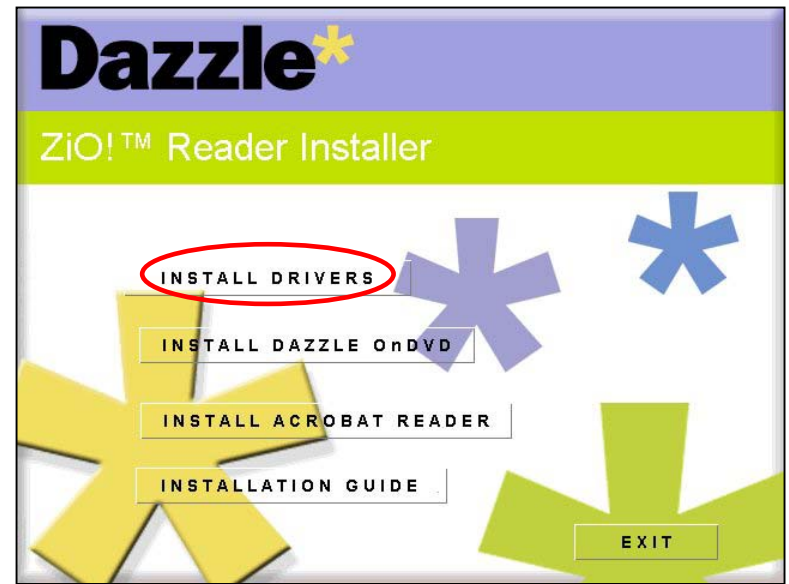 Dazzle*
ZiO!™ Reader Installer
INSTALL DRIVERS
INSTALL DAZZLE OnDVD
INSTALL ACROBAT READER
INSTALLATION GUIDE
EXIT